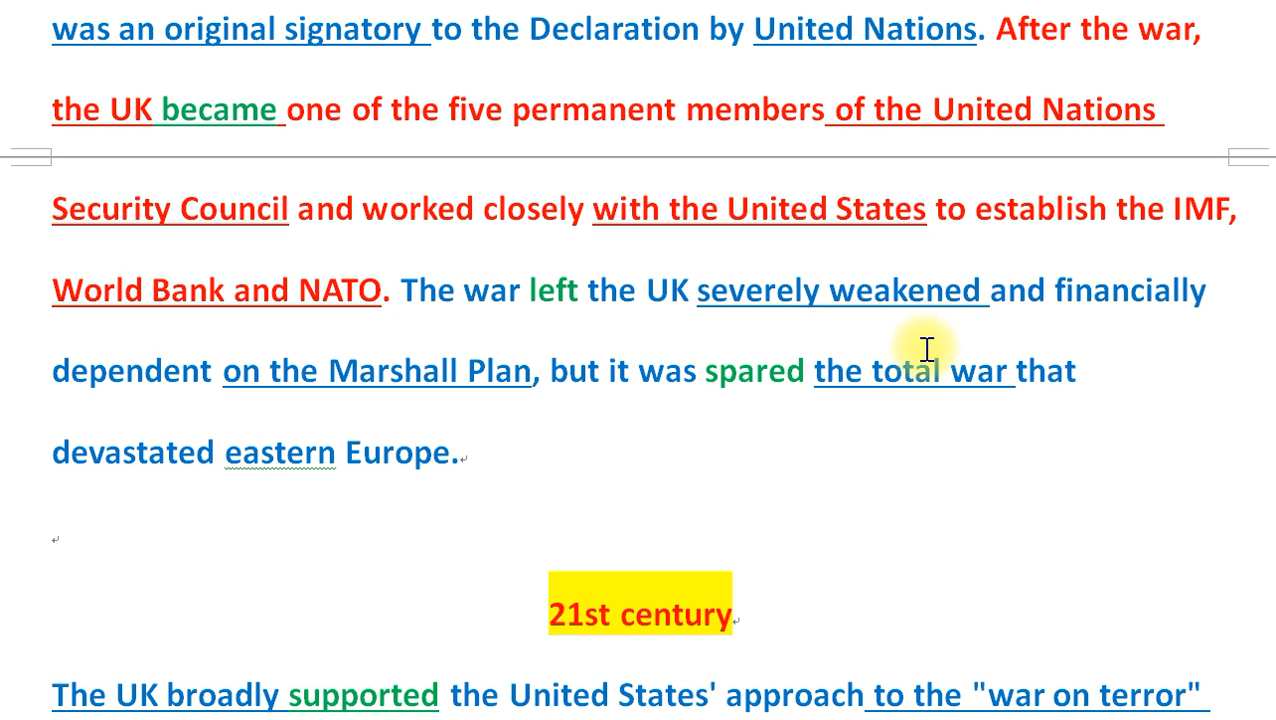 was an original signatory to the Declaration by United Nations. After the war,
the UK became one of the five permanent members of the United Nations
Security Council and worked closely with the United States to establish the IMF,
World Bank and NATO. The war left the UK severely weakened and financially
dependent on the Marshall Plan, but it was spared the total war that
devastated eastern Europe.
21st century
The UK broadly supported the United States' approach to the "war on terror"